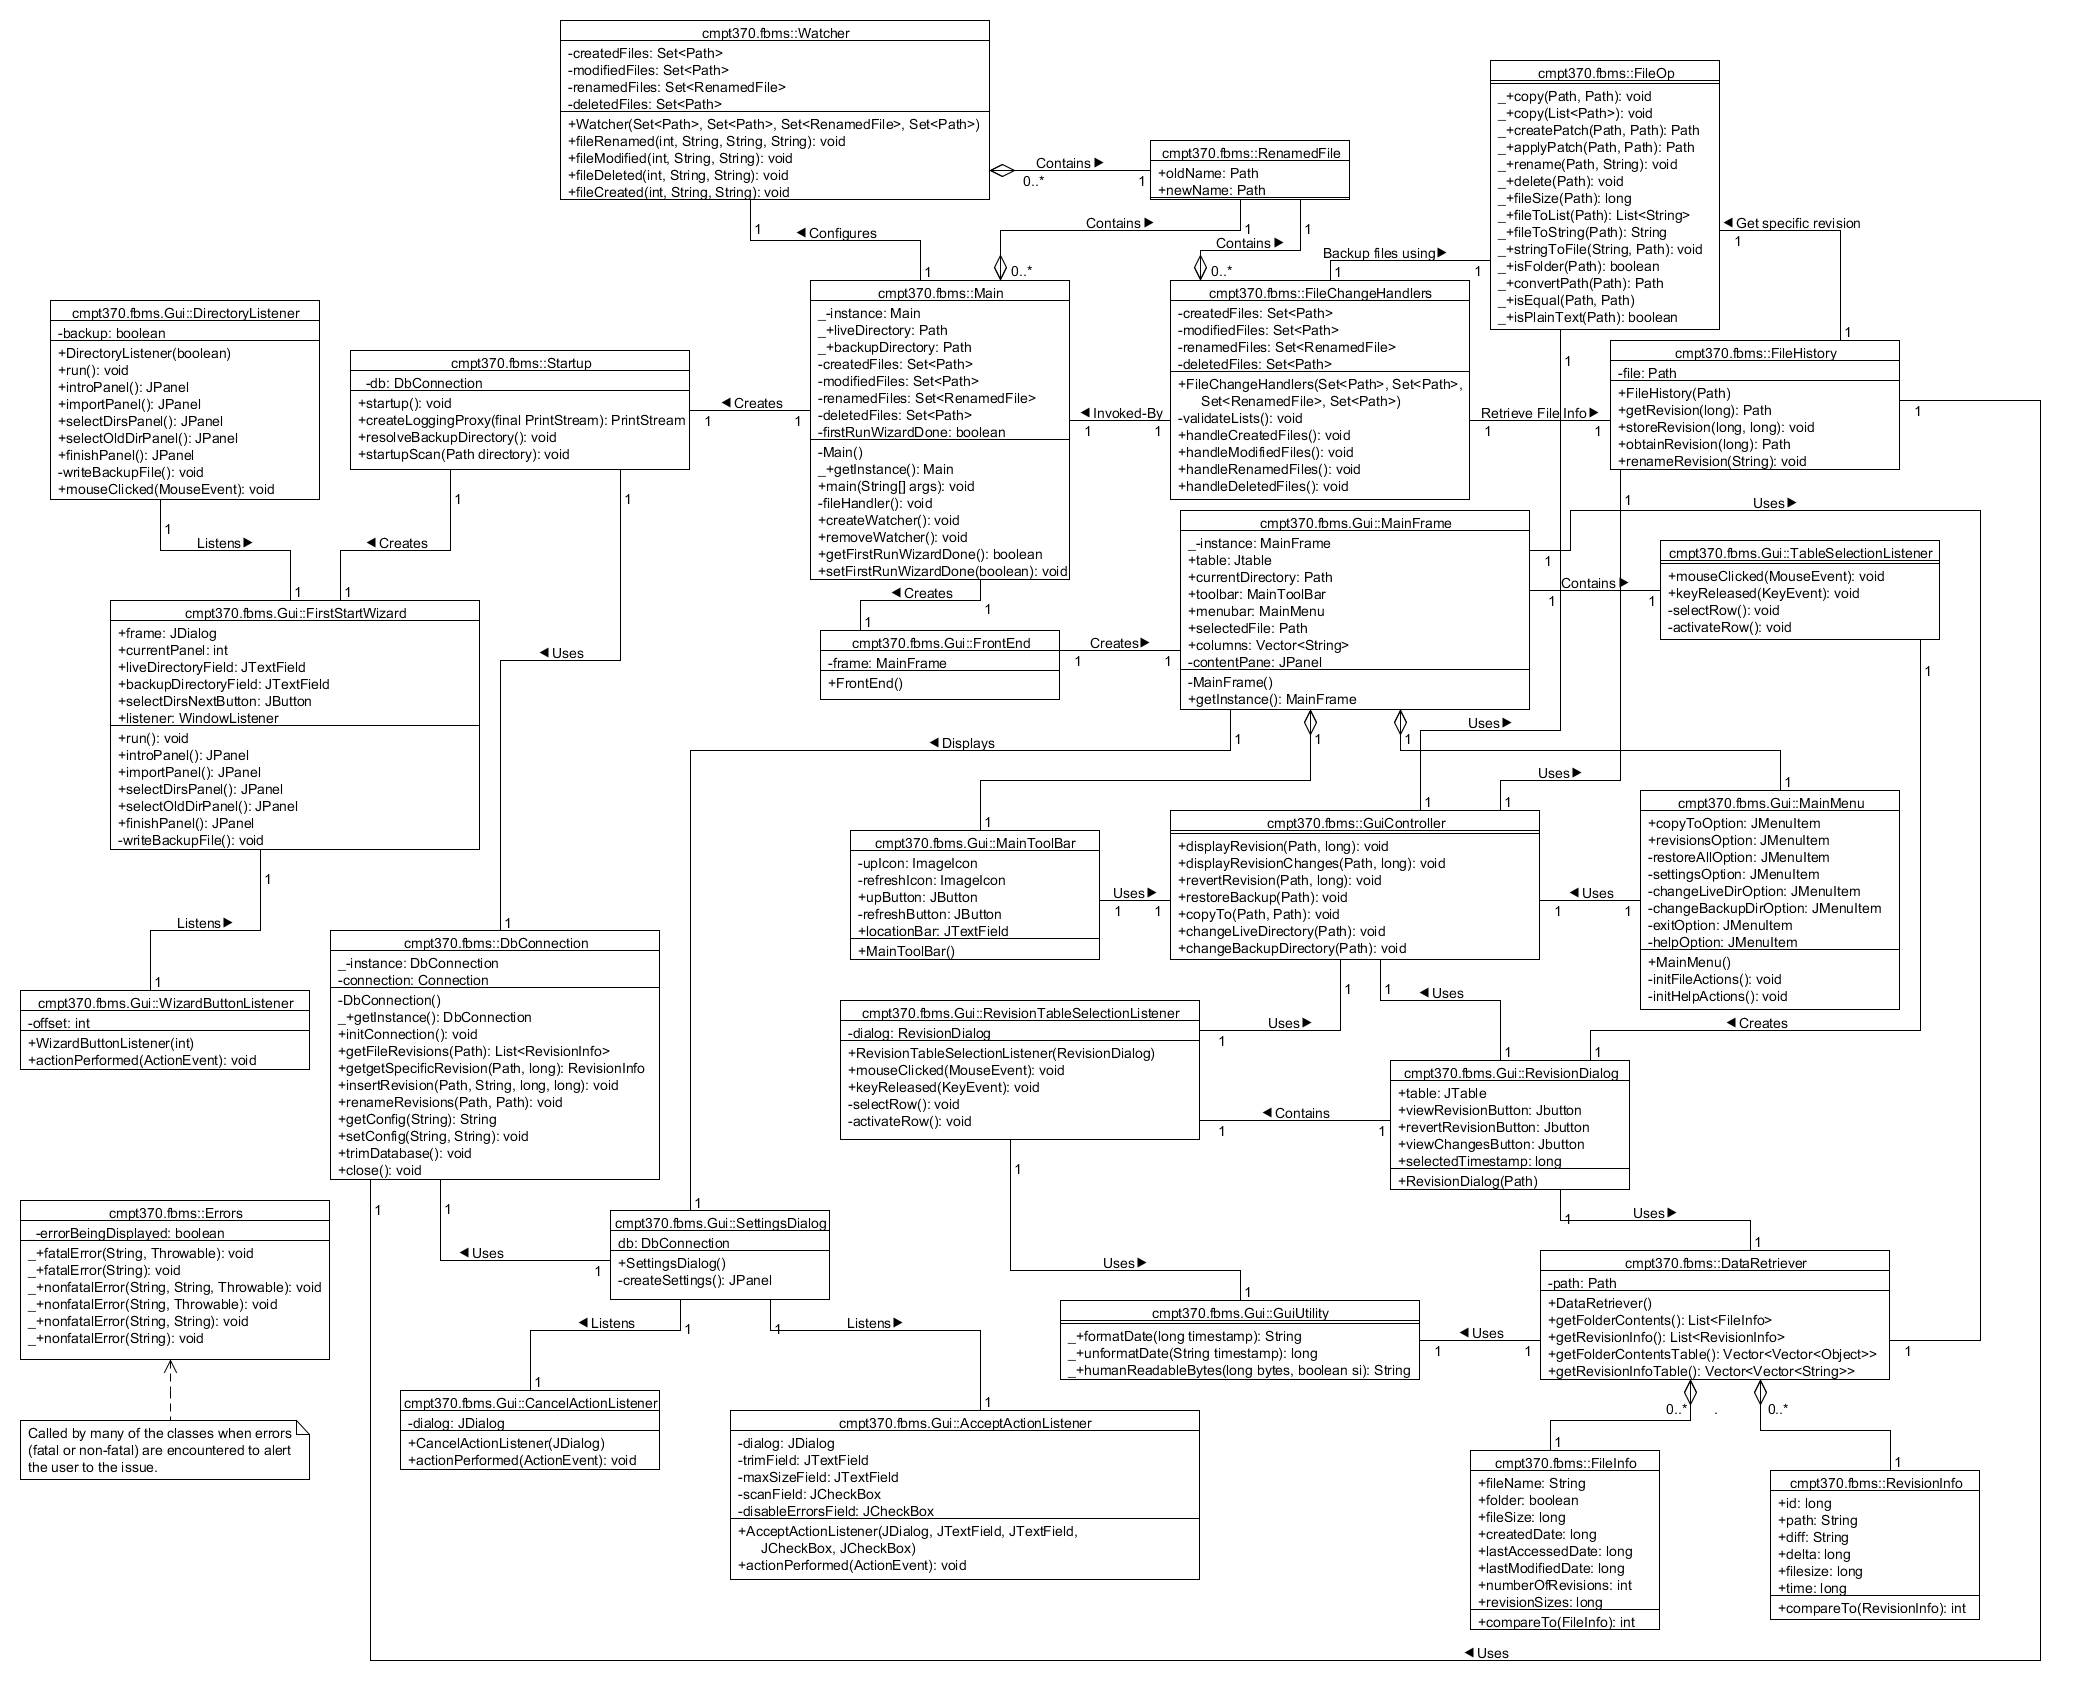 cmpt370.fbms::Watcher
-createdFiles: Set<Path>
-modifiedFiles: Set<Path>
-renamedFiles: Set<RenamedFile>
-deletedFiles: Set<Path>
+Watcher(Set<Path>, Set<Path>, Set<RenamedFile>, Set<Path>)
+fileRenamed(int, String, String, String): void
+fileModified(int, String, String): void
+fileDeleted(int, String, String): void
+fileCreated(int, String, String): void
Contains ▶
0..*
1
cmpt370.fbms::RenamedFile
+oldName: Path
+newName: Path
cmpt370.fbms::FileOp
_+copy(Path, Path): void
_+copy(List<Path>): void
_+createPatch(Path, Path): Path
_+applyPatch(Path, Path): Path
_+rename(Path, String): void
_+delete(Path): void
_+fileSize(Path): long
_+fileToList(Path): List<String>
_+fileToString(Path): String
_+stringToFile(String, Path): void
_+isFolder(Path): boolean
_+convertPath(Path): Path
_+isEqual(Path, Path)
_+isPlainText(Path): boolean
1
◀ Configures
1
Contains ▶
1
0..*
Contains ▶
1
0..*
Backup files using▶
1
1
◀ Get specific revision
1
1
1
cmpt370.fbms.Gui::DirectoryListener
-backup: boolean
+DirectoryListener(boolean)
+run(): void
+introPanel(): JPanel
+importPanel(): JPanel
+selectDirsPanel(): JPanel
+selectOldDirPanel(): JPanel
+finishPanel(): JPanel
-writeBackupFile(): void
+mouseClicked(MouseEvent): void
cmpt370.fbms::Startup
-db: DbConnection
+startup(): void
+createLoggingProxy(final PrintStream): PrintStream
+resolveBackupDirectory(): void
+startupScan(Path directory): void
◀ Creates
1
1
cmpt370.fbms::Main
_-instance: Main
_+liveDirectory: Path
_+backupDirectory: Path
-createdFiles: Set<Path>
-modifiedFiles: Set<Path>
-renamedFiles: Set<RenamedFile>
-deletedFiles: Set<Path>
-firstRunWizardDone: boolean
-Main()
_+getInstance(): Main
+main(String[] args): void
-fileHandler(): void
+createWatcher(): void
+removeWatcher(): void
+getFirstRunWizardDone(): boolean
+setFirstRunWizardDone(boolean): void
◀ Invoked-By
1
1
cmpt370.fbms::FileChangeHandlers
-createdFiles: Set<Path>
-modifiedFiles: Set<Path>
-renamedFiles: Set<RenamedFile>
-deletedFiles: Set<Path>
+FileChangeHandlers(Set<Path>, Set<Path>,
Set<RenamedFile>, Set<Path>)
-validateLists(): void
+handleCreatedFiles(): void
+handleModifiedFiles(): void
+handleRenamedFiles(): void
+handleDeletedFiles(): void
Retrieve File Info▶
1
1
cmpt370.fbms::FileHistory
-file: Path
+FileHistory(Path)
+getRevision(long): Path
+storeRevision(long, long): void
+obtainRevision(long): Path
+renameRevision(String): void
1
1
Listens▶
1
1
◀ Creates
1
1
◀ Uses
1
1
◀ Creates
1
1
Uses▶
1
cmpt370.fbms.Gui::FirstStartWizard
+frame: JDialog
+currentPanel: int
+liveDirectoryField: JTextField
+backupDirectoryField: JTextField
+selectDirsNextButton: JButton
+listener: WindowListener
+run(): void
+introPanel(): JPanel
+importPanel(): JPanel
+selectDirsPanel(): JPanel
+selectOldDirPanel(): JPanel
+finishPanel(): JPanel
-writeBackupFile(): void
cmpt370.fbms.Gui::FrontEnd
-frame: MainFrame
+FrontEnd()
Creates▶
1
1
cmpt370.fbms.Gui::MainFrame
_-instance: MainFrame
+table: Jtable
+currentDirectory: Path
+toolbar: MainToolBar
+menubar: MainMenu
+selectedFile: Path
+columns: Vector<String>
-contentPane: JPanel
-MainFrame()
+getInstance(): MainFrame
Contains ▶
1
1
cmpt370.fbms.Gui::TableSelectionListener
+mouseClicked(MouseEvent): void
+keyReleased(KeyEvent): void
-selectRow(): void
-activateRow(): void
1
◀ Displays
1
1
1
Uses▶
Uses▶
1
1
1
1
1
Listens▶
1
cmpt370.fbms.Gui::MainToolBar
-upIcon: ImageIcon
-refreshIcon: ImageIcon
+upButton: JButton
-refreshButton: JButton
+locationBar: JTextField
+MainToolBar()
Uses ▶
1
1
cmpt370.fbms::GuiController
+displayRevision(Path, long): void
+displayRevisionChanges(Path, long): void
+revertRevision(Path, long): void
+restoreBackup(Path): void
+copyTo(Path, Path): void
+changeLiveDirectory(Path): void
+changeBackupDirectory(Path): void
◀ Uses
1
1
cmpt370.fbms.Gui::MainMenu
+copyToOption: JMenuItem
+revisionsOption: JMenuItem
-restoreAllOption: JMenuItem
-settingsOption: JMenuItem
-changeLiveDirOption: JMenuItem
-changeBackupDirOption: JMenuItem
-exitOption: JMenuItem
-helpOption: JMenuItem
+MainMenu()
-initFileActions(): void
-initHelpActions(): void
cmpt370.fbms.Gui::WizardButtonListener
-offset: int
+WizardButtonListener(int)
+actionPerformed(ActionEvent): void
cmpt370.fbms::DbConnection
_-instance: DbConnection
-connection: Connection
-DbConnection()
_+getInstance(): DbConnection
+initConnection(): void
+getFileRevisions(Path): List<RevisionInfo>
+getgetSpecificRevision(Path, long): RevisionInfo
+insertRevision(Path, String, long, long): void
+renameRevisions(Path, Path): void
+getConfig(String): String
+setConfig(String, String): void
+trimDatabase(): void
+close(): void
cmpt370.fbms.Gui::RevisionTableSelectionListener
-dialog: RevisionDialog
+RevisionTableSelectionListener(RevisionDialog)
+mouseClicked(MouseEvent): void
+keyReleased(KeyEvent): void
-selectRow(): void
-activateRow(): void
1
Uses▶
1
1
◀ Uses
1
◀ Creates
1
◀ Contains
1
1
cmpt370.fbms.Gui::RevisionDialog
+table: JTable
+viewRevisionButton: Jbutton
+revertRevisionButton: Jbutton
+viewChangesButton: Jbutton
+selectedTimestamp: long
+RevisionDialog(Path)
1
Uses▶
1
1
Uses▶
1
1
1
◀ Uses
1
1
cmpt370.fbms::Errors
-errorBeingDisplayed: boolean
_+fatalError(String, Throwable): void
_+fatalError(String): void
_+nonfatalError(String, String, Throwable): void
_+nonfatalError(String, Throwable): void
_+nonfatalError(String, String): void
_+nonfatalError(String): void
Called by many of the classes when errors
(fatal or non-fatal) are encountered to alert
the user to the issue.
cmpt370.fbms.Gui::SettingsDialog
db: DbConnection
+SettingsDialog()
-createSettings(): JPanel
◀ Listens
1
1
1
Listens▶
1
cmpt370.fbms.Gui::GuiUtility
_+formatDate(long timestamp): String
_+unformatDate(String timestamp): long
_+humanReadableBytes(long bytes, boolean si): String
◀ Uses
1
1
cmpt370.fbms::DataRetriever
-path: Path
+DataRetriever()
+getFolderContents(): List<FileInfo>
+getRevisionInfo(): List<RevisionInfo>
+getFolderContentsTable(): Vector<Vector<Object>>
+getRevisionInfoTable(): Vector<Vector<String>>
1
0..*
.
0..*
1
1
cmpt370.fbms.Gui::CancelActionListener
-dialog: JDialog
+CancelActionListener(JDialog)
+actionPerformed(ActionEvent): void
cmpt370.fbms.Gui::AcceptActionListener
-dialog: JDialog
-trimField: JTextField
-maxSizeField: JTextField
-scanField: JCheckBox
-disableErrorsField: JCheckBox
+AcceptActionListener(JDialog, JTextField, JTextField,
JCheckBox, JCheckBox)
+actionPerformed(ActionEvent): void
cmpt370.fbms::FileInfo
+fileName: String
+folder: boolean
+fileSize: long
+createdDate: long
+lastAccessedDate: long
+lastModifiedDate: long
+numberOfRevisions: int
+revisionSizes: long
+compareTo(FileInfo): int
cmpt370.fbms::RevisionInfo
+id: long
+path: String
+diff: String
+delta: long
+filesize: long
+time: long
+compareTo(RevisionInfo): int
◀ Uses